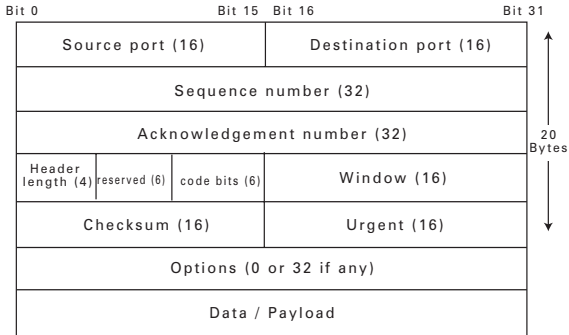 Bit 0 Bit 15 Bit 16 Bit 31
Source port (16) Destination port (16)
Sequence number (32)
Acknowledgement number (32)
20
Bytes
Header
length (4) reserved (6) code bits (6) Window (16)
Checksum (16) Urgent (16)
Options (0 or 32 if any)
Data / Payload